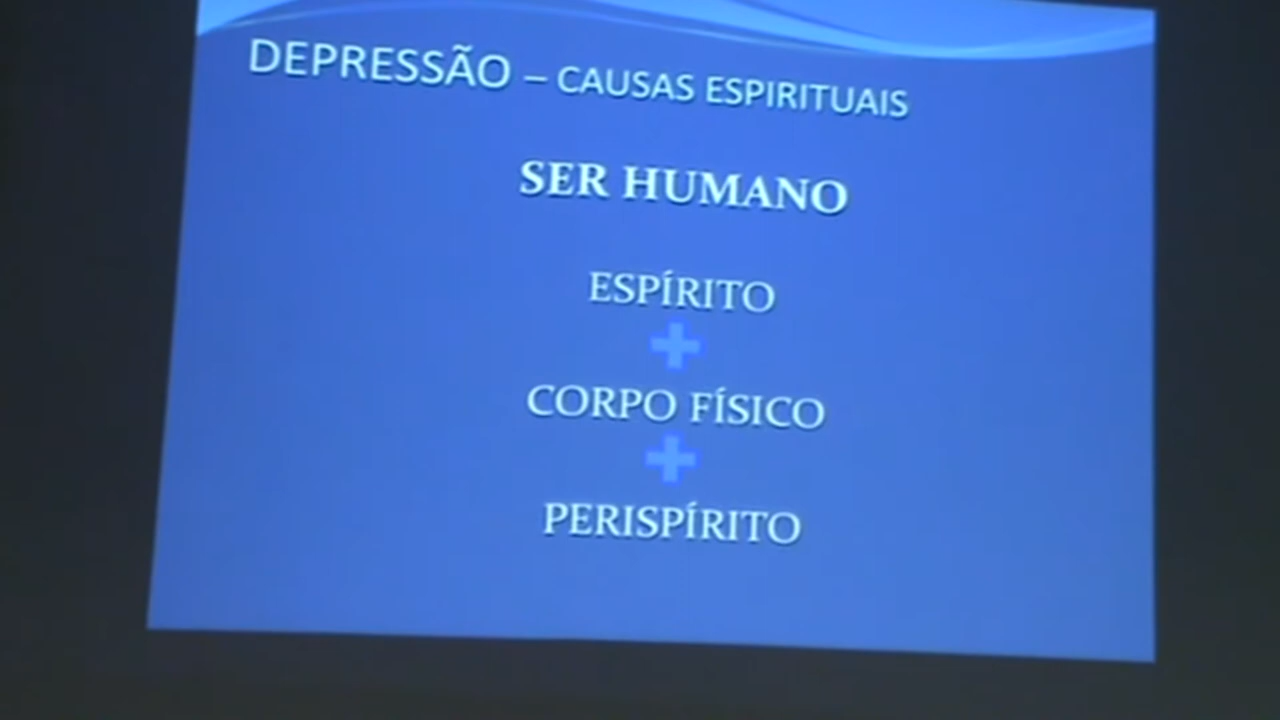 DEPRESSÃO – CAUSAS ESPIRITUAIS
SER HUMANO
ESPÍRITO
CORPO FÍSICO
PERISPÍRITO